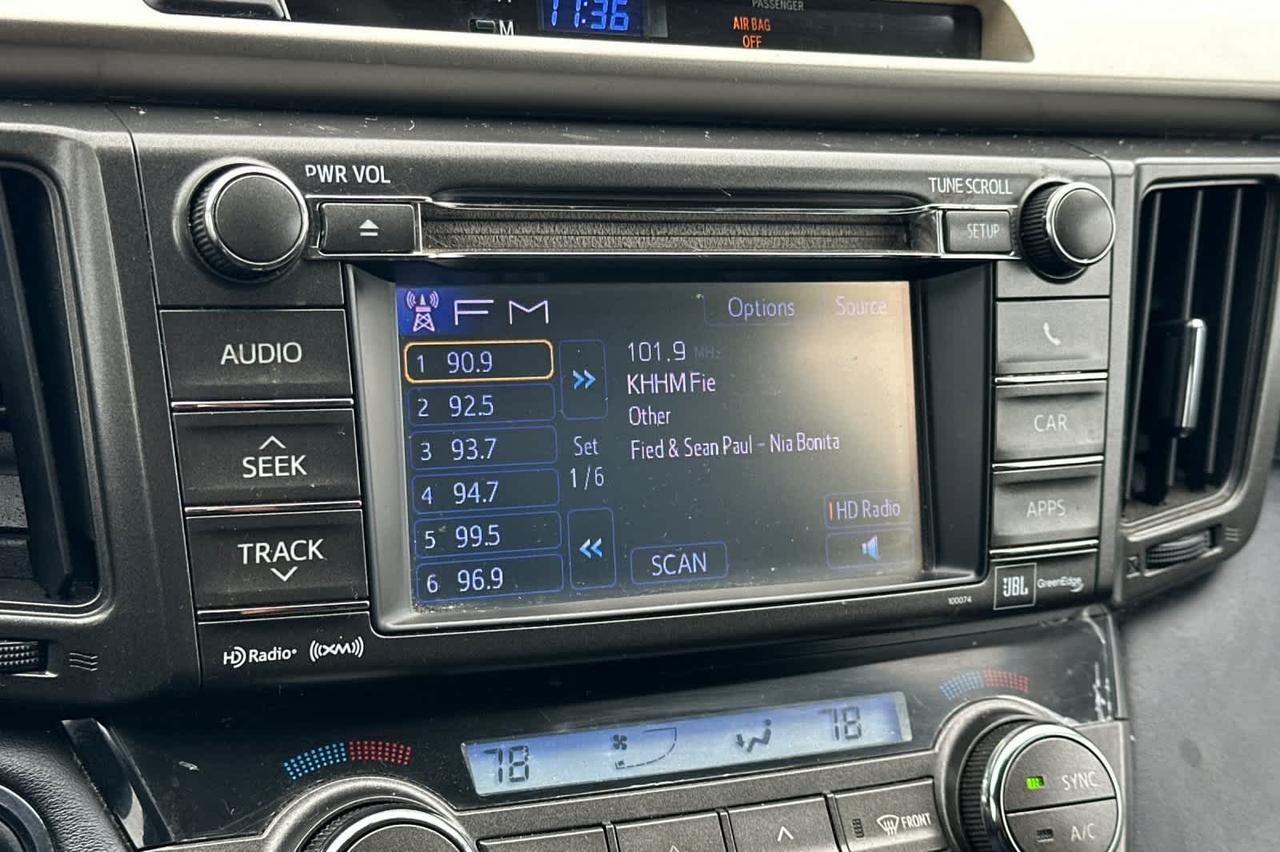 11:36
PASSENGER
AIR BAG
OFF
M
PWR VOL
TUNE SCROLL
SETUP
AUDIO
SEEK
TRACK
FM
Options
Source
1 90.9
2 92.5
3 93.7
4 94.7
5 99.5
6 96.9
Set
1/6
101.9 MHz
KHHM Fie
Other
Fied & Sean Paul - Nia Bonita
HD Radio
SCAN
CAR
APPS
JBL GreenEdge
100074
HD Radio
((XM))
78
78
FRONT
SYNC
A/C